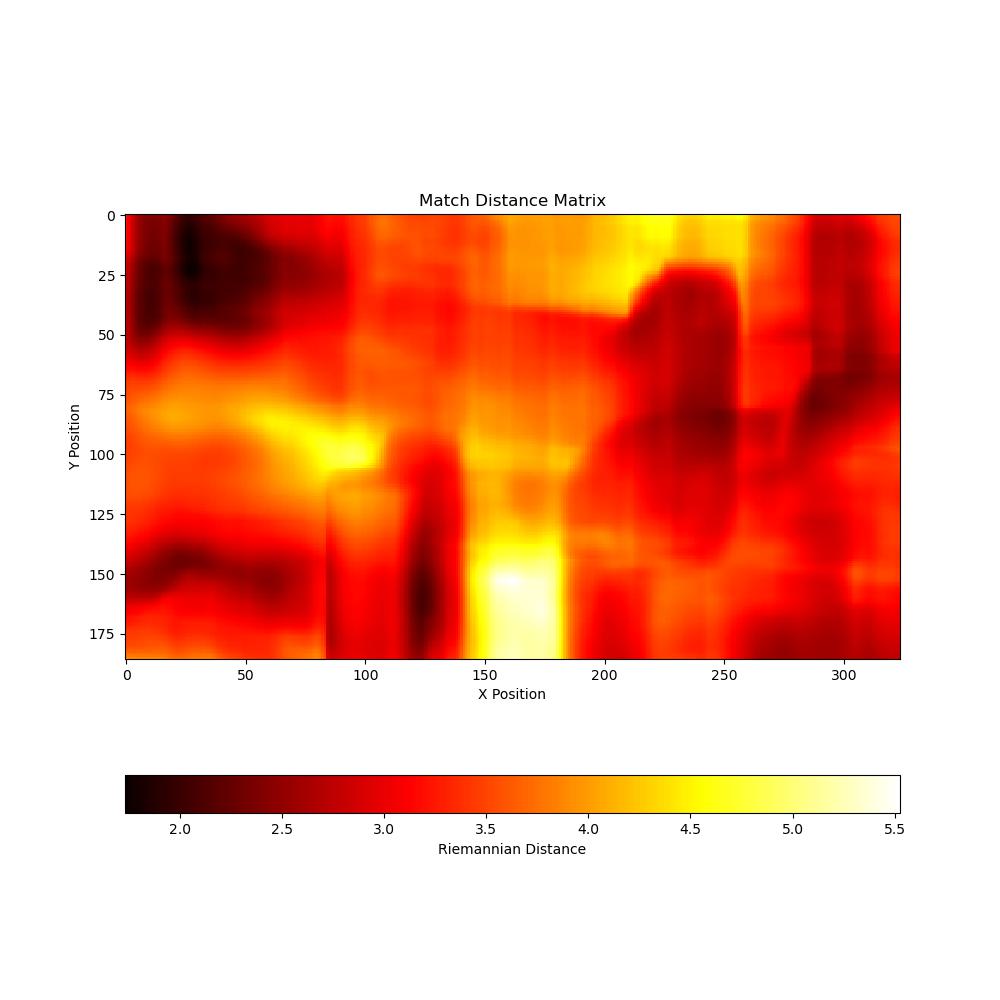 Match Distance Matrix
0
25
50
75
100
125
150
175
Y Position
0 50 100 150 200 250 300
X Position
2.0 2.5 3.0 3.5 4.0 4.5 5.0 5.5
Riemannian Distance